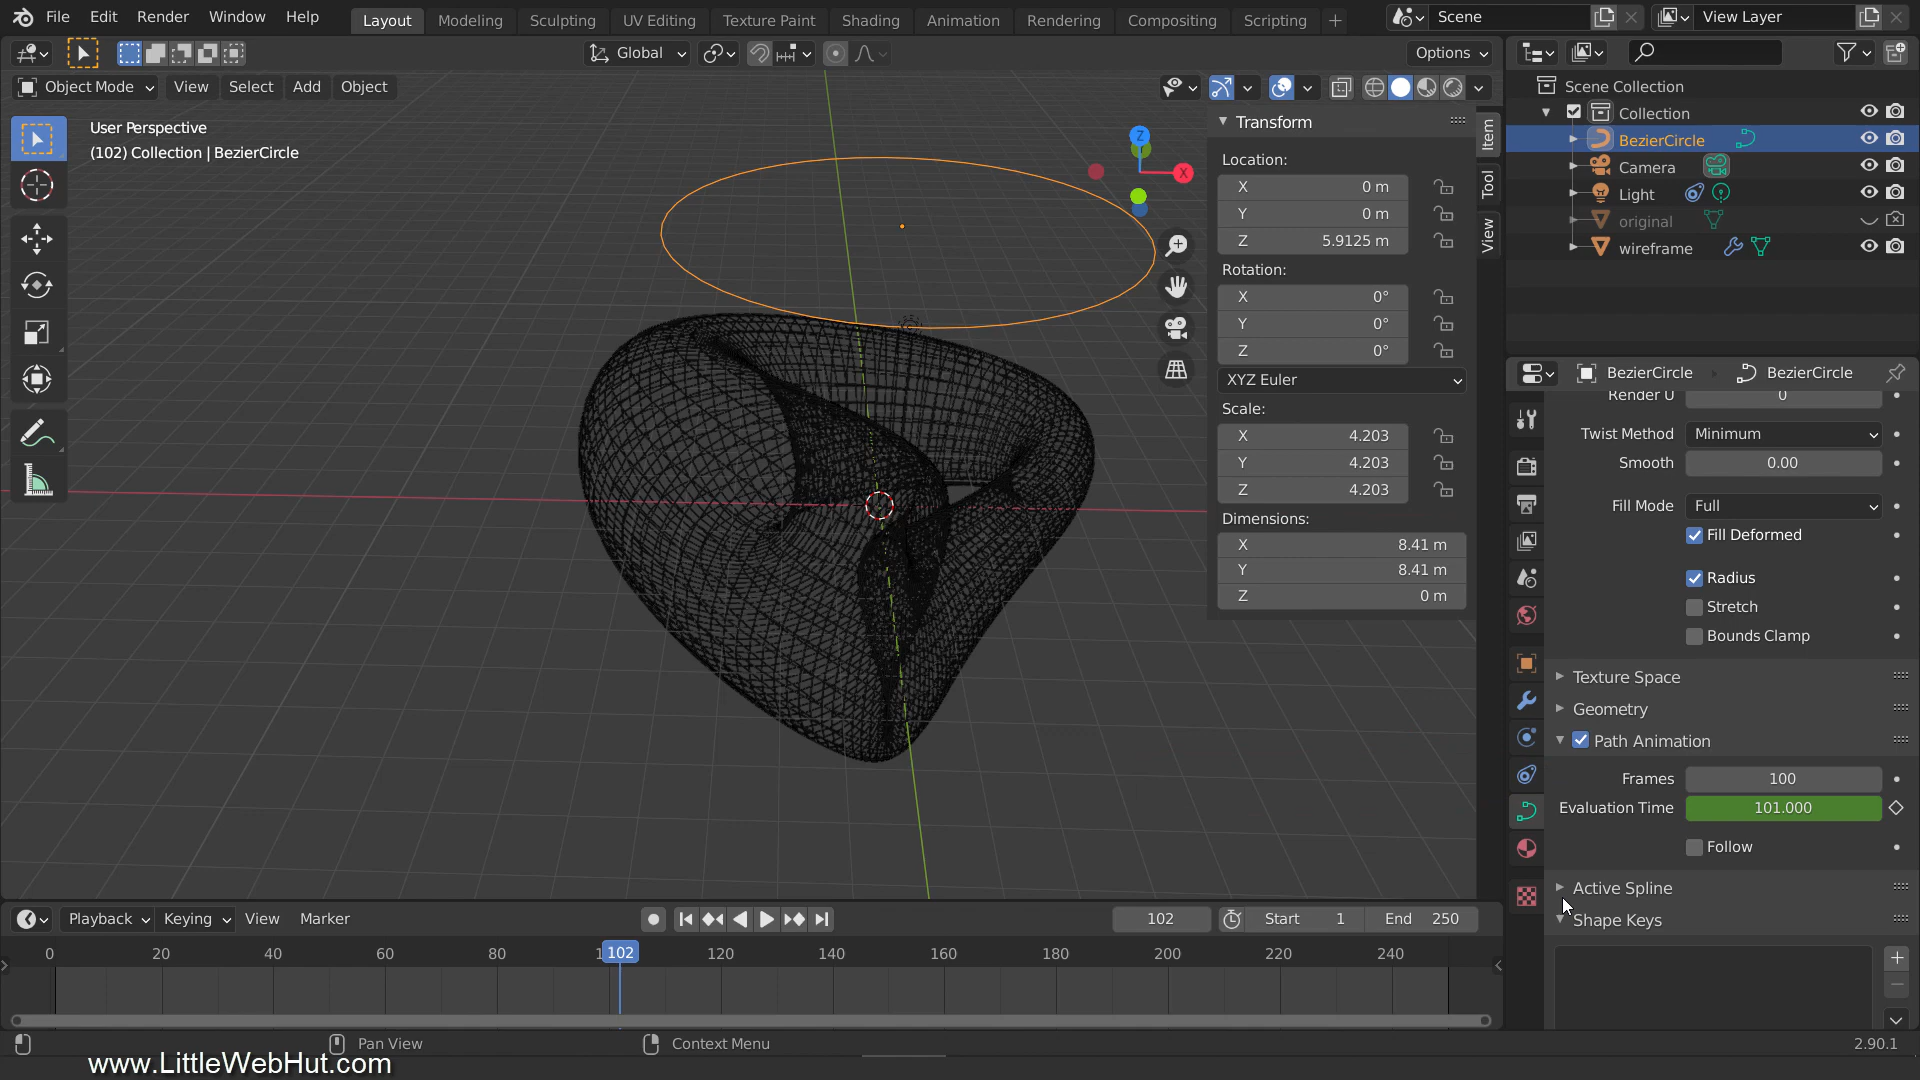 File Edit Render Window Help Layout Modeling Sculpting UV Editing Texture Paint Shading Animation Rendering Compositing Scripting + Scene View Layer
Global Options
Object Mode View Select Add Object
User Perspective
(102) Collection | BezierCircle
Z
X
Transform
Location:
X 0 m
Y 0 m
Z 5.9125 m
Rotation:
X 0°
Y 0°
Z 0°
XYZ Euler
Scale:
X 4.203
Y 4.203
Z 4.203
Dimensions:
X 8.41 m
Y 8.41 m
Z 0 m
Item
Tool
View
Scene Collection
Collection
BezierCircle
Camera
Light
original
wireframe
BezierCircle BezierCircle
Render U 0
Twist Method Minimum
Smooth 0.00
Fill Mode Full
Fill Deformed
Radius
Stretch
Bounds Clamp
Texture Space
Geometry
Path Animation
Frames 100
Evaluation Time 101.000
Follow
Active Spline
Shape Keys
Playback Keying View Marker 102 Start 1 End 250
0 20 40 60 80 1 102 120 140 160 180 200 220 240
Pan View Context Menu 2.90.1
www.LittleWebHut.com